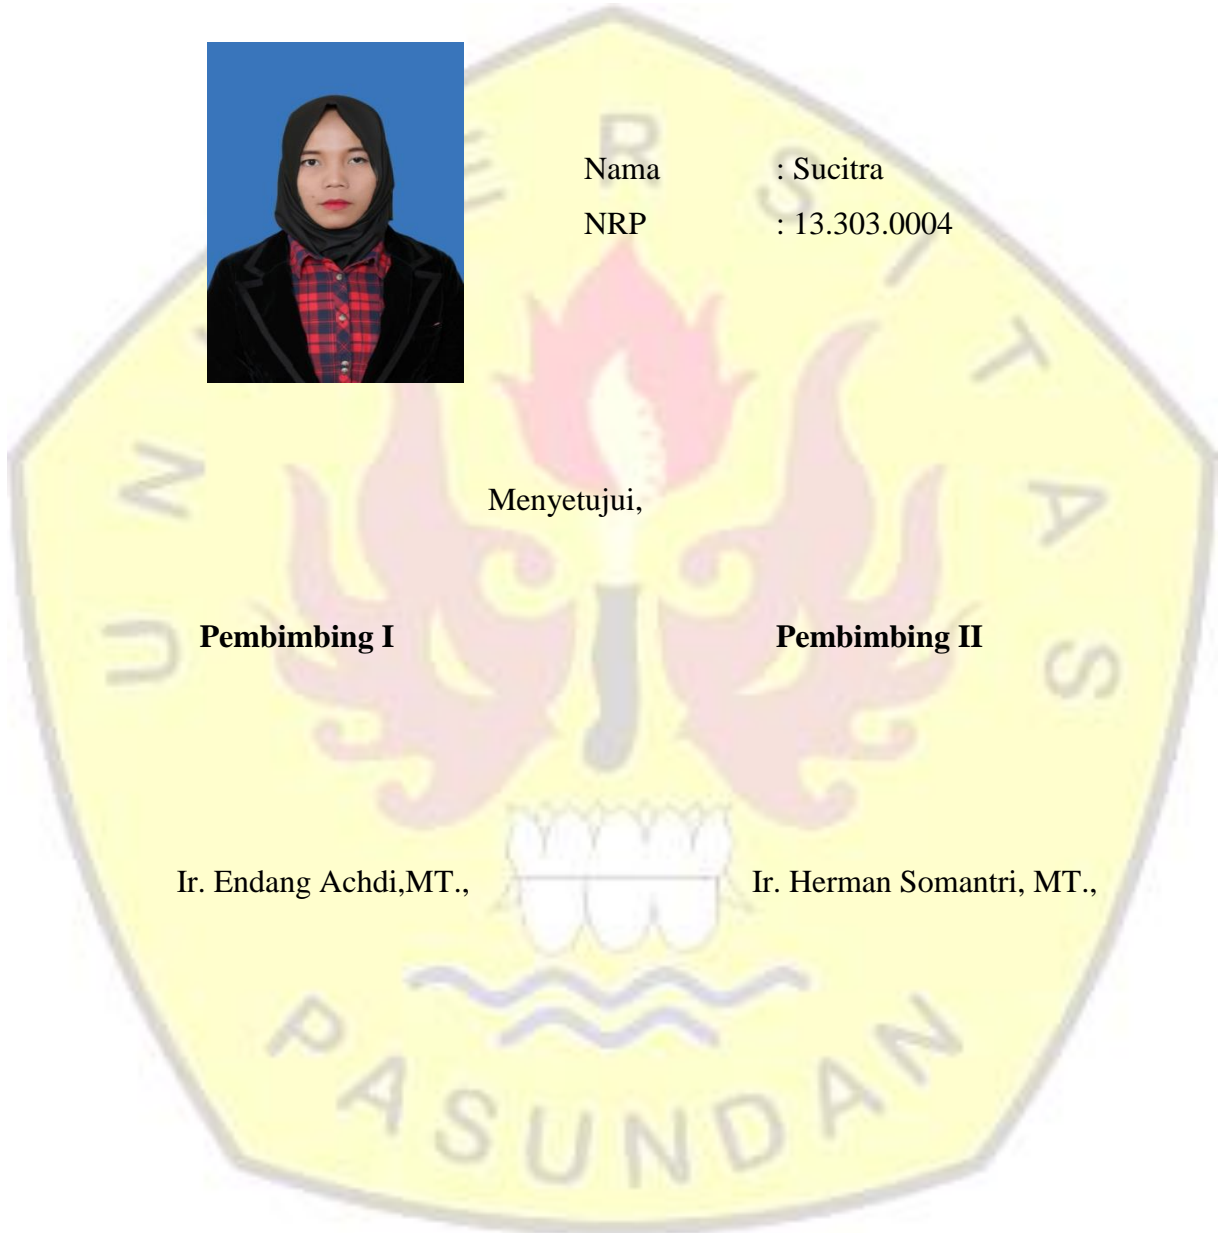 Nama : Sucitra
NRP : 13.303.0004
Menyetujui,
Pembimbing I Pembimbing II
Ir. Endang Achdi,MT., Ir. Herman Somantri, MT.,
UNIVERSITAS
PASUNDAN